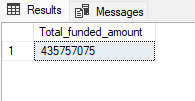 Results Messages
Total_funded_amount
1 435757075